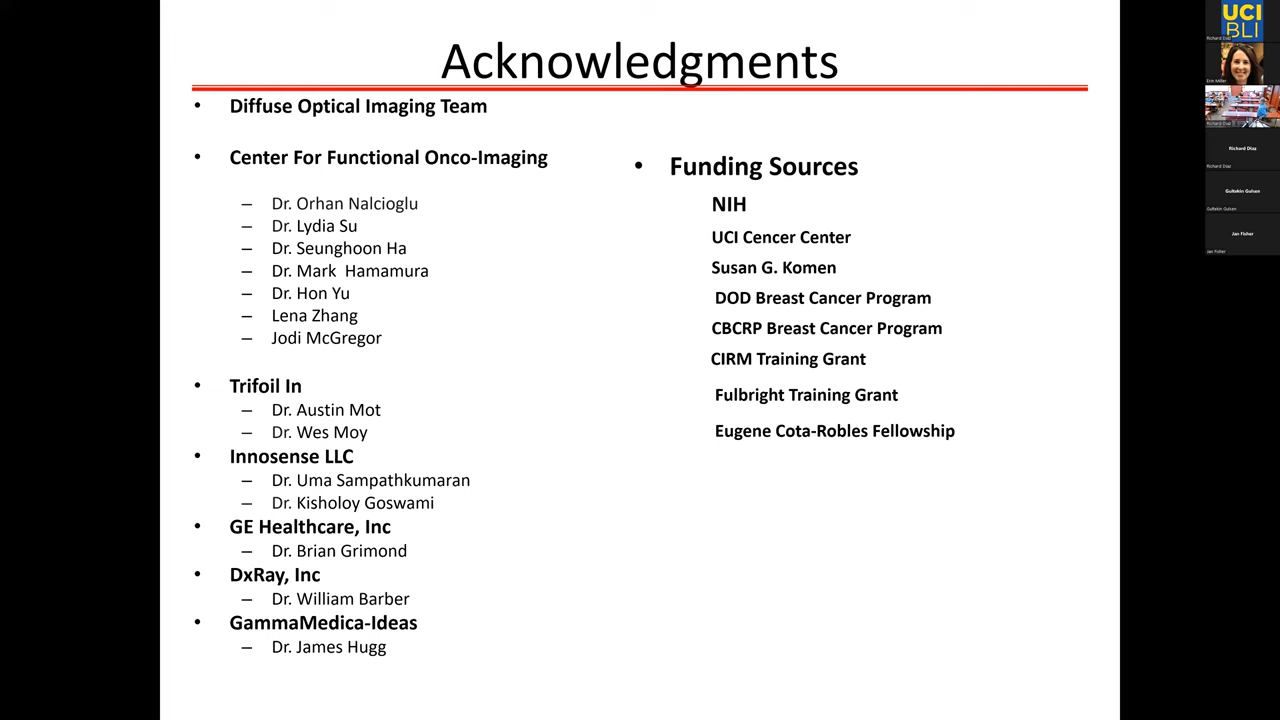 Acknowledgments
• Diffuse Optical Imaging Team
• Center For Functional Onco-Imaging
– Dr. Orhan Nalcioglu
– Dr. Lydia Su
– Dr. Seunghoon Ha
– Dr. Mark Hamamura
– Dr. Hon Yu
– Lena Zhang
– Jodi McGregor
• Trifoil In
– Dr. Austin Mot
– Dr. Wes Moy
• Innosense LLC
– Dr. Uma Sampathkumaran
– Dr. Kisholoy Goswami
• GE Healthcare, Inc
– Dr. Brian Grimond
• DxRay, Inc
– Dr. William Barber
• GammaMedica-Ideas
– Dr. James Hugg
• Funding Sources
NIH
UCI Cencer Center
Susan G. Komen
DOD Breast Cancer Program
CBCRP Breast Cancer Program
CIRM Training Grant
Fulbright Training Grant
Eugene Cota-Robles Fellowship
UCI
BLI
Richard Diaz
Erin Miller
Richard Diaz
Richard Diaz
Richard Diaz
Gultekin Gulsen
Gultekin Gulsen
Jan Fisher
Jan Fisher